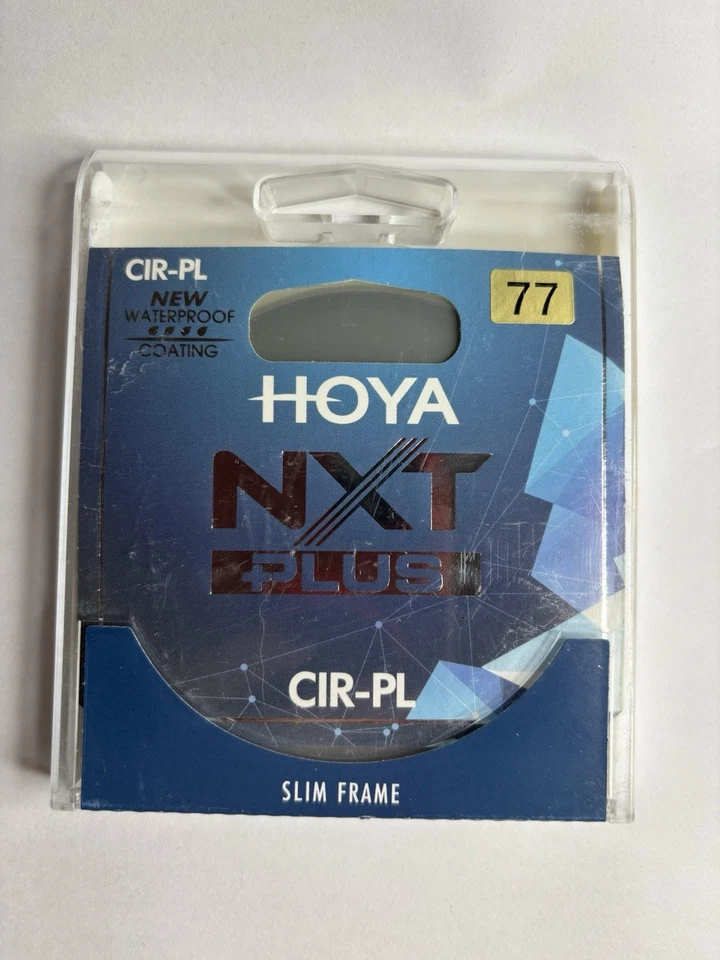 CIR-PL
NEW
WATERPROOF
COATING
77
HOYA
NXT
PLUS
CIR-PL
SLIM FRAME